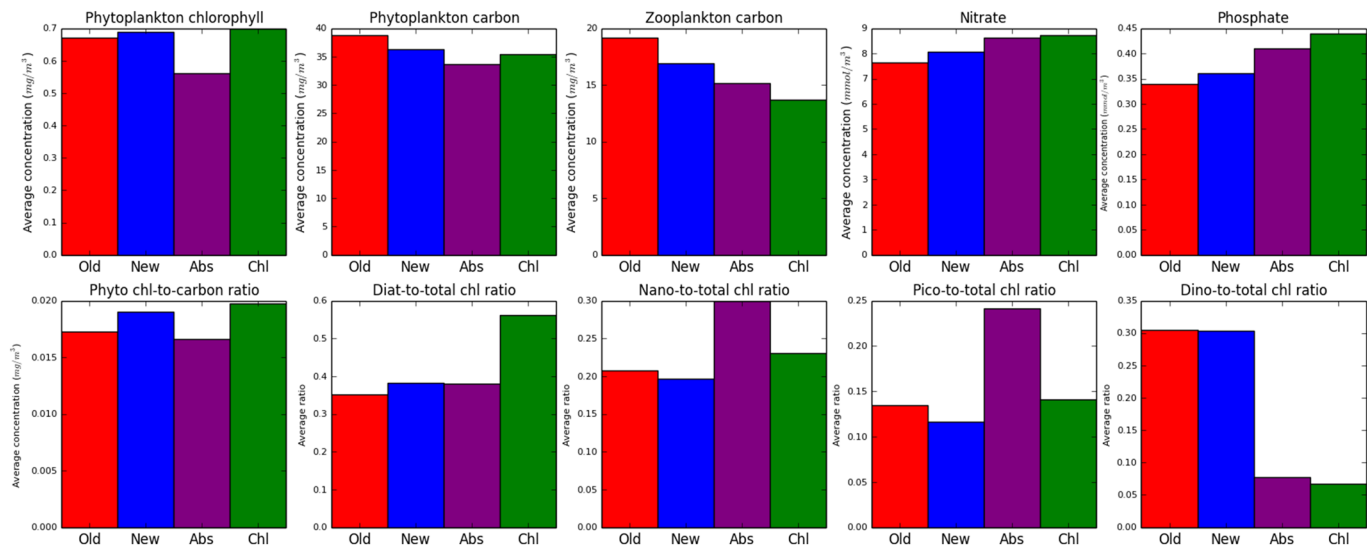 Phytoplankton chlorophyll
Average concentration (mg/m³)
0.7
0.6
0.5
0.4
0.3
0.2
0.1
0.0
Old New Abs Chl
Phytoplankton carbon
Average concentration (mg/m³)
40
35
30
25
20
15
10
5
0
Old New Abs Chl
Zooplankton carbon
Average concentration (mg/m³)
20
15
10
5
0
Old New Abs Chl
Nitrate
Average concentration (mmol/m³)
9
8
7
6
5
4
3
2
1
0
Old New Abs Chl
Phosphate
Average concentration (mmol/m³)
0.45
0.40
0.35
0.30
0.25
0.20
0.15
0.10
0.05
0.00
Old New Abs Chl
Phyto chl-to-carbon ratio
Average concentration (mg/m³)
0.020
0.015
0.010
0.005
0.000
Old New Abs Chl
Diat-to-total chl ratio
Average ratio
0.6
0.5
0.4
0.3
0.2
0.1
0.0
Old New Abs Chl
Nano-to-total chl ratio
Average ratio
0.30
0.25
0.20
0.15
0.10
0.05
0.00
Old New Abs Chl
Pico-to-total chl ratio
Average ratio
0.25
0.20
0.15
0.10
0.05
0.00
Old New Abs Chl
Dino-to-total chl ratio
Average ratio
0.35
0.30
0.25
0.20
0.15
0.10
0.05
0.00
Old New Abs Chl